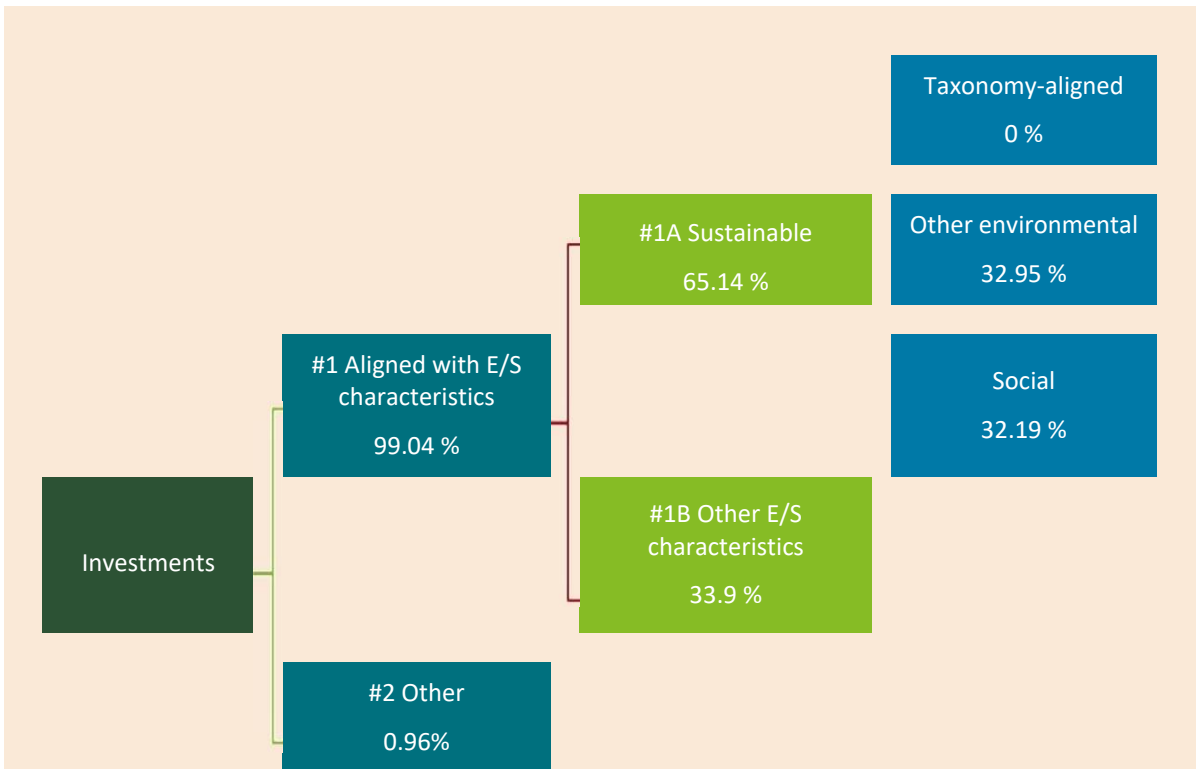 Taxonomy-aligned
0 %
#1A Sustainable
65.14 %
Other environmental
32.95 %
#1 Aligned with E/S
characteristics
99.04 %
Social
32.19 %
Investments
#1B Other E/S
characteristics
33.9 %
#2 Other
0.96%